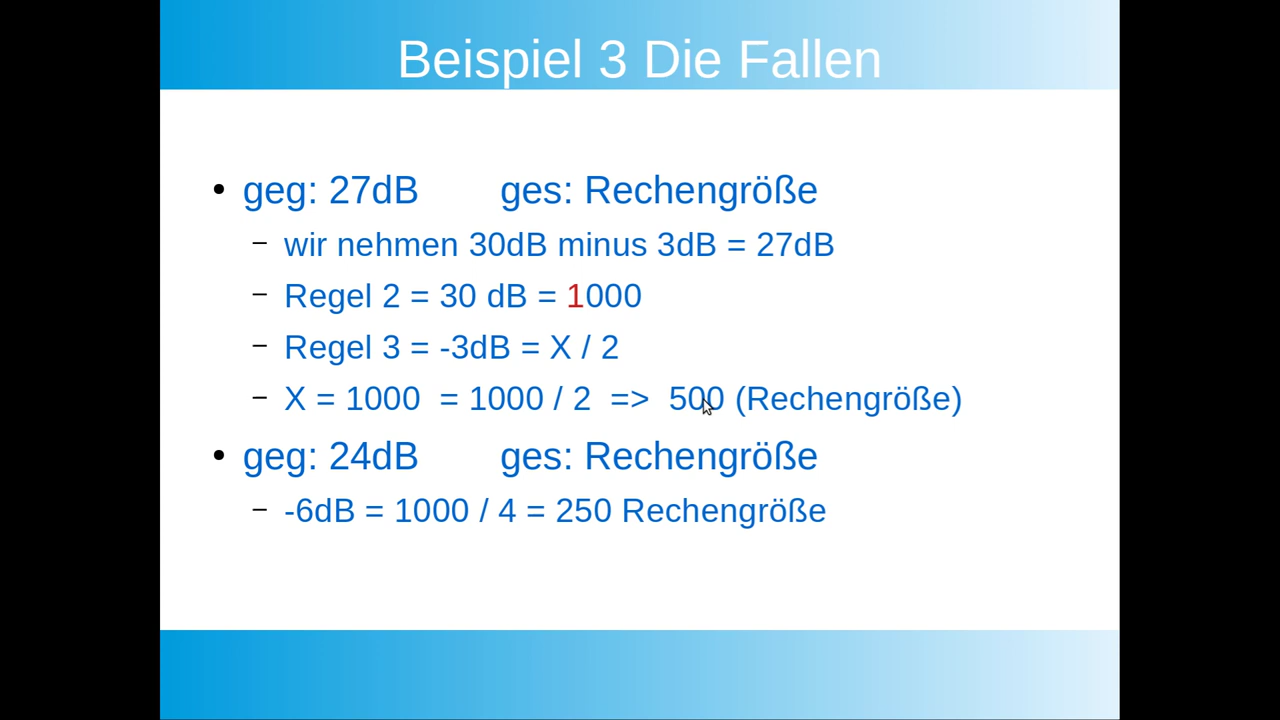 Beispiel 3 Die Fallen
• geg: 27dB ges: Rechengröße
– wir nehmen 30dB minus 3dB = 27dB
– Regel 2 = 30 dB = 1000
– Regel 3 = -3dB = X / 2
– X = 1000 = 1000 / 2 => 500 (Rechengröße)
• geg: 24dB ges: Rechengröße
– -6dB = 1000 / 4 = 250 Rechengröße